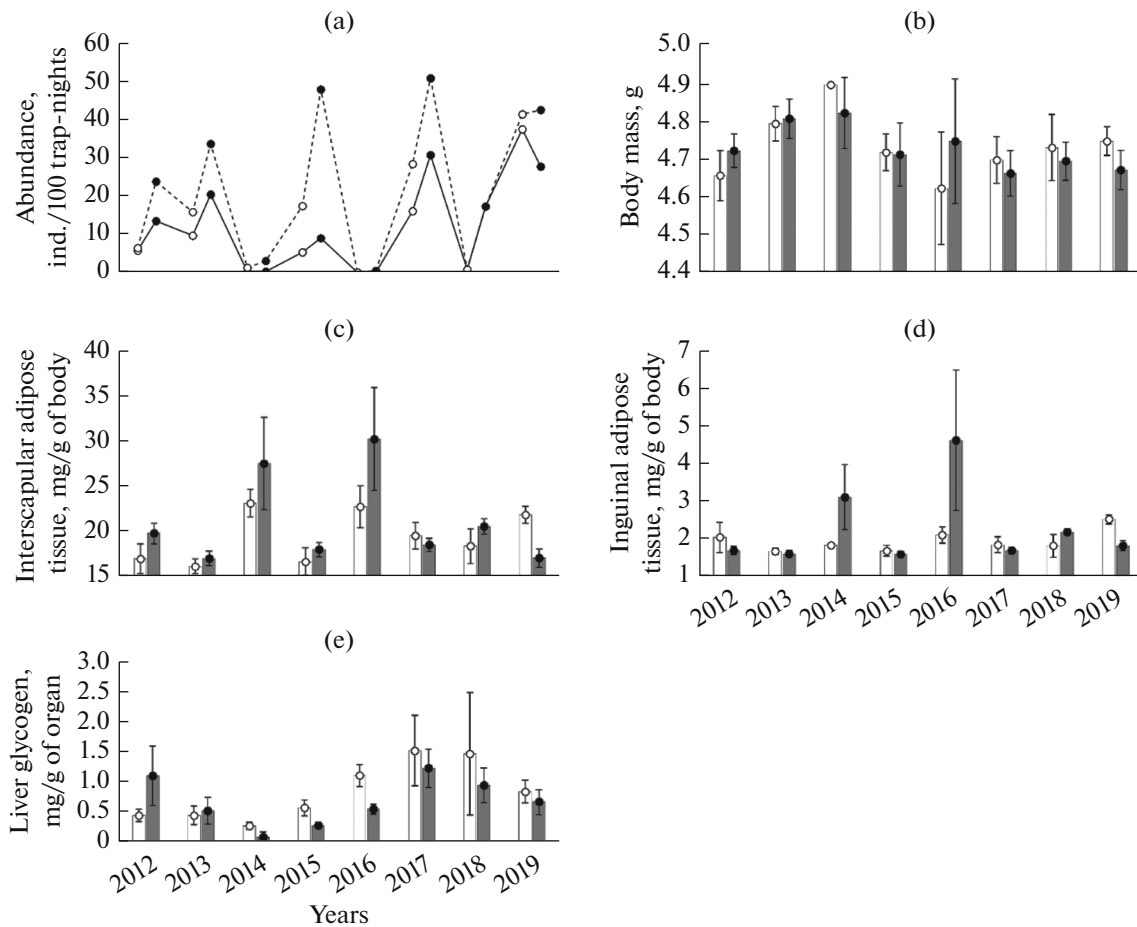 (a)
Abundance,
ind./100 trap-nights
60
50
40
30
20
10
0
(b)
Body mass, g
5.0
4.9
4.8
4.7
4.6
4.5
4.4
(c)
Interscapular adipose
tissue, mg/g of body
40
35
30
25
20
15
(d)
Inguinal adipose
tissue, mg/g of body
7
6
5
4
3
2
1
2012 2013 2014 2015 2016 2017 2018 2019
(e)
Liver glycogen,
mg/g of organ
3.0
2.5
2.0
1.5
1.0
0.5
0
2012 2013 2014 2015 2016 2017 2018 2019
Years